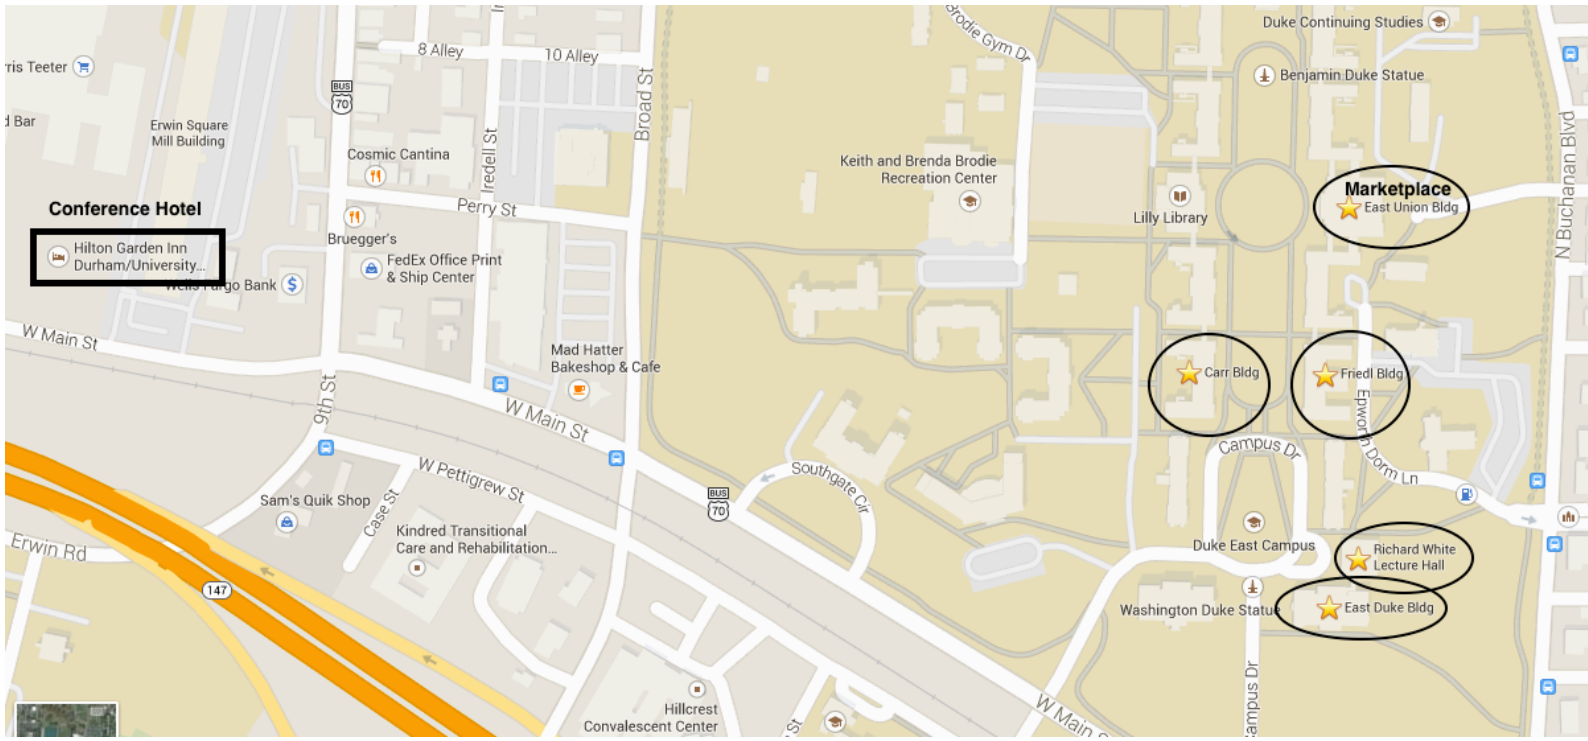 Duke Continuing Studies
Brodie Gym Dr
8 Alley
10 Alley
rris Teeter
Benjamin Duke Statue
BUS
70
Broad St
N Buchanan Blvd
d Bar
Erwin Square
Mill Building
Cosmic Cantina
Iredell St
Keith and Brenda Brodie
Recreation Center
Marketplace
East Union Bldg
Conference Hotel
Perry St
Lilly Library
Hilton Garden Inn
Durham/University...
Bruegger's
FedEx Office Print
& Ship Center
Wells Fargo Bank
W Main St
Mad Hatter
Bakeshop & Cafe
Carr Bldg
Friedl Bldg
9th St
W Main St
Epworth Dorm Ln
Campus Dr
W Pettigrew St
Southgate Cir
Sam's Quik Shop
Case St
BUS
70
Kindred Transitional
Care and Rehabilitation...
Erwin Rd
Duke East Campus
Richard White
Lecture Hall
147
Washington Duke Statue
East Duke Bldg
Hillcrest
Convalescent Center
W Main S
ampus Dr
St